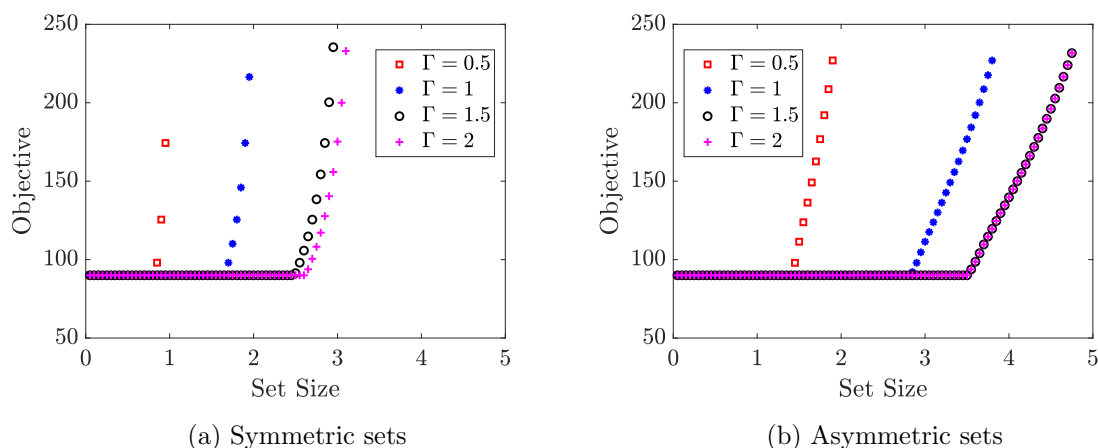 250
200
150
100
50
Objective
0 1 2 3 4 5
Set Size
Γ = 0.5
Γ = 1
Γ = 1.5
Γ = 2
(a) Symmetric sets
250
200
150
100
50
Objective
0 1 2 3 4 5
Set Size
Γ = 0.5
Γ = 1
Γ = 1.5
Γ = 2
(b) Asymmetric sets